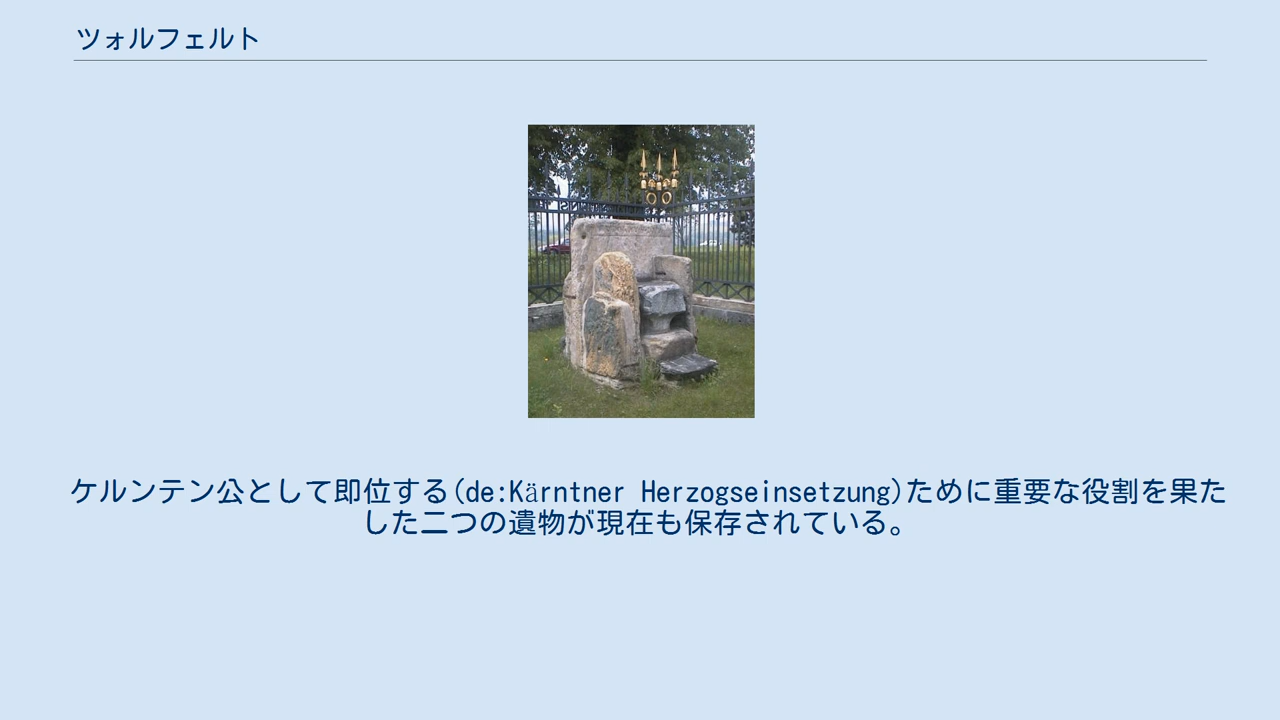 ツォルフェルト
ケルンテン公として即位する(de:Kärntner Herzogseinsetzung)ために重要な役割を果た
した二つの遺物が現在も保存されている。